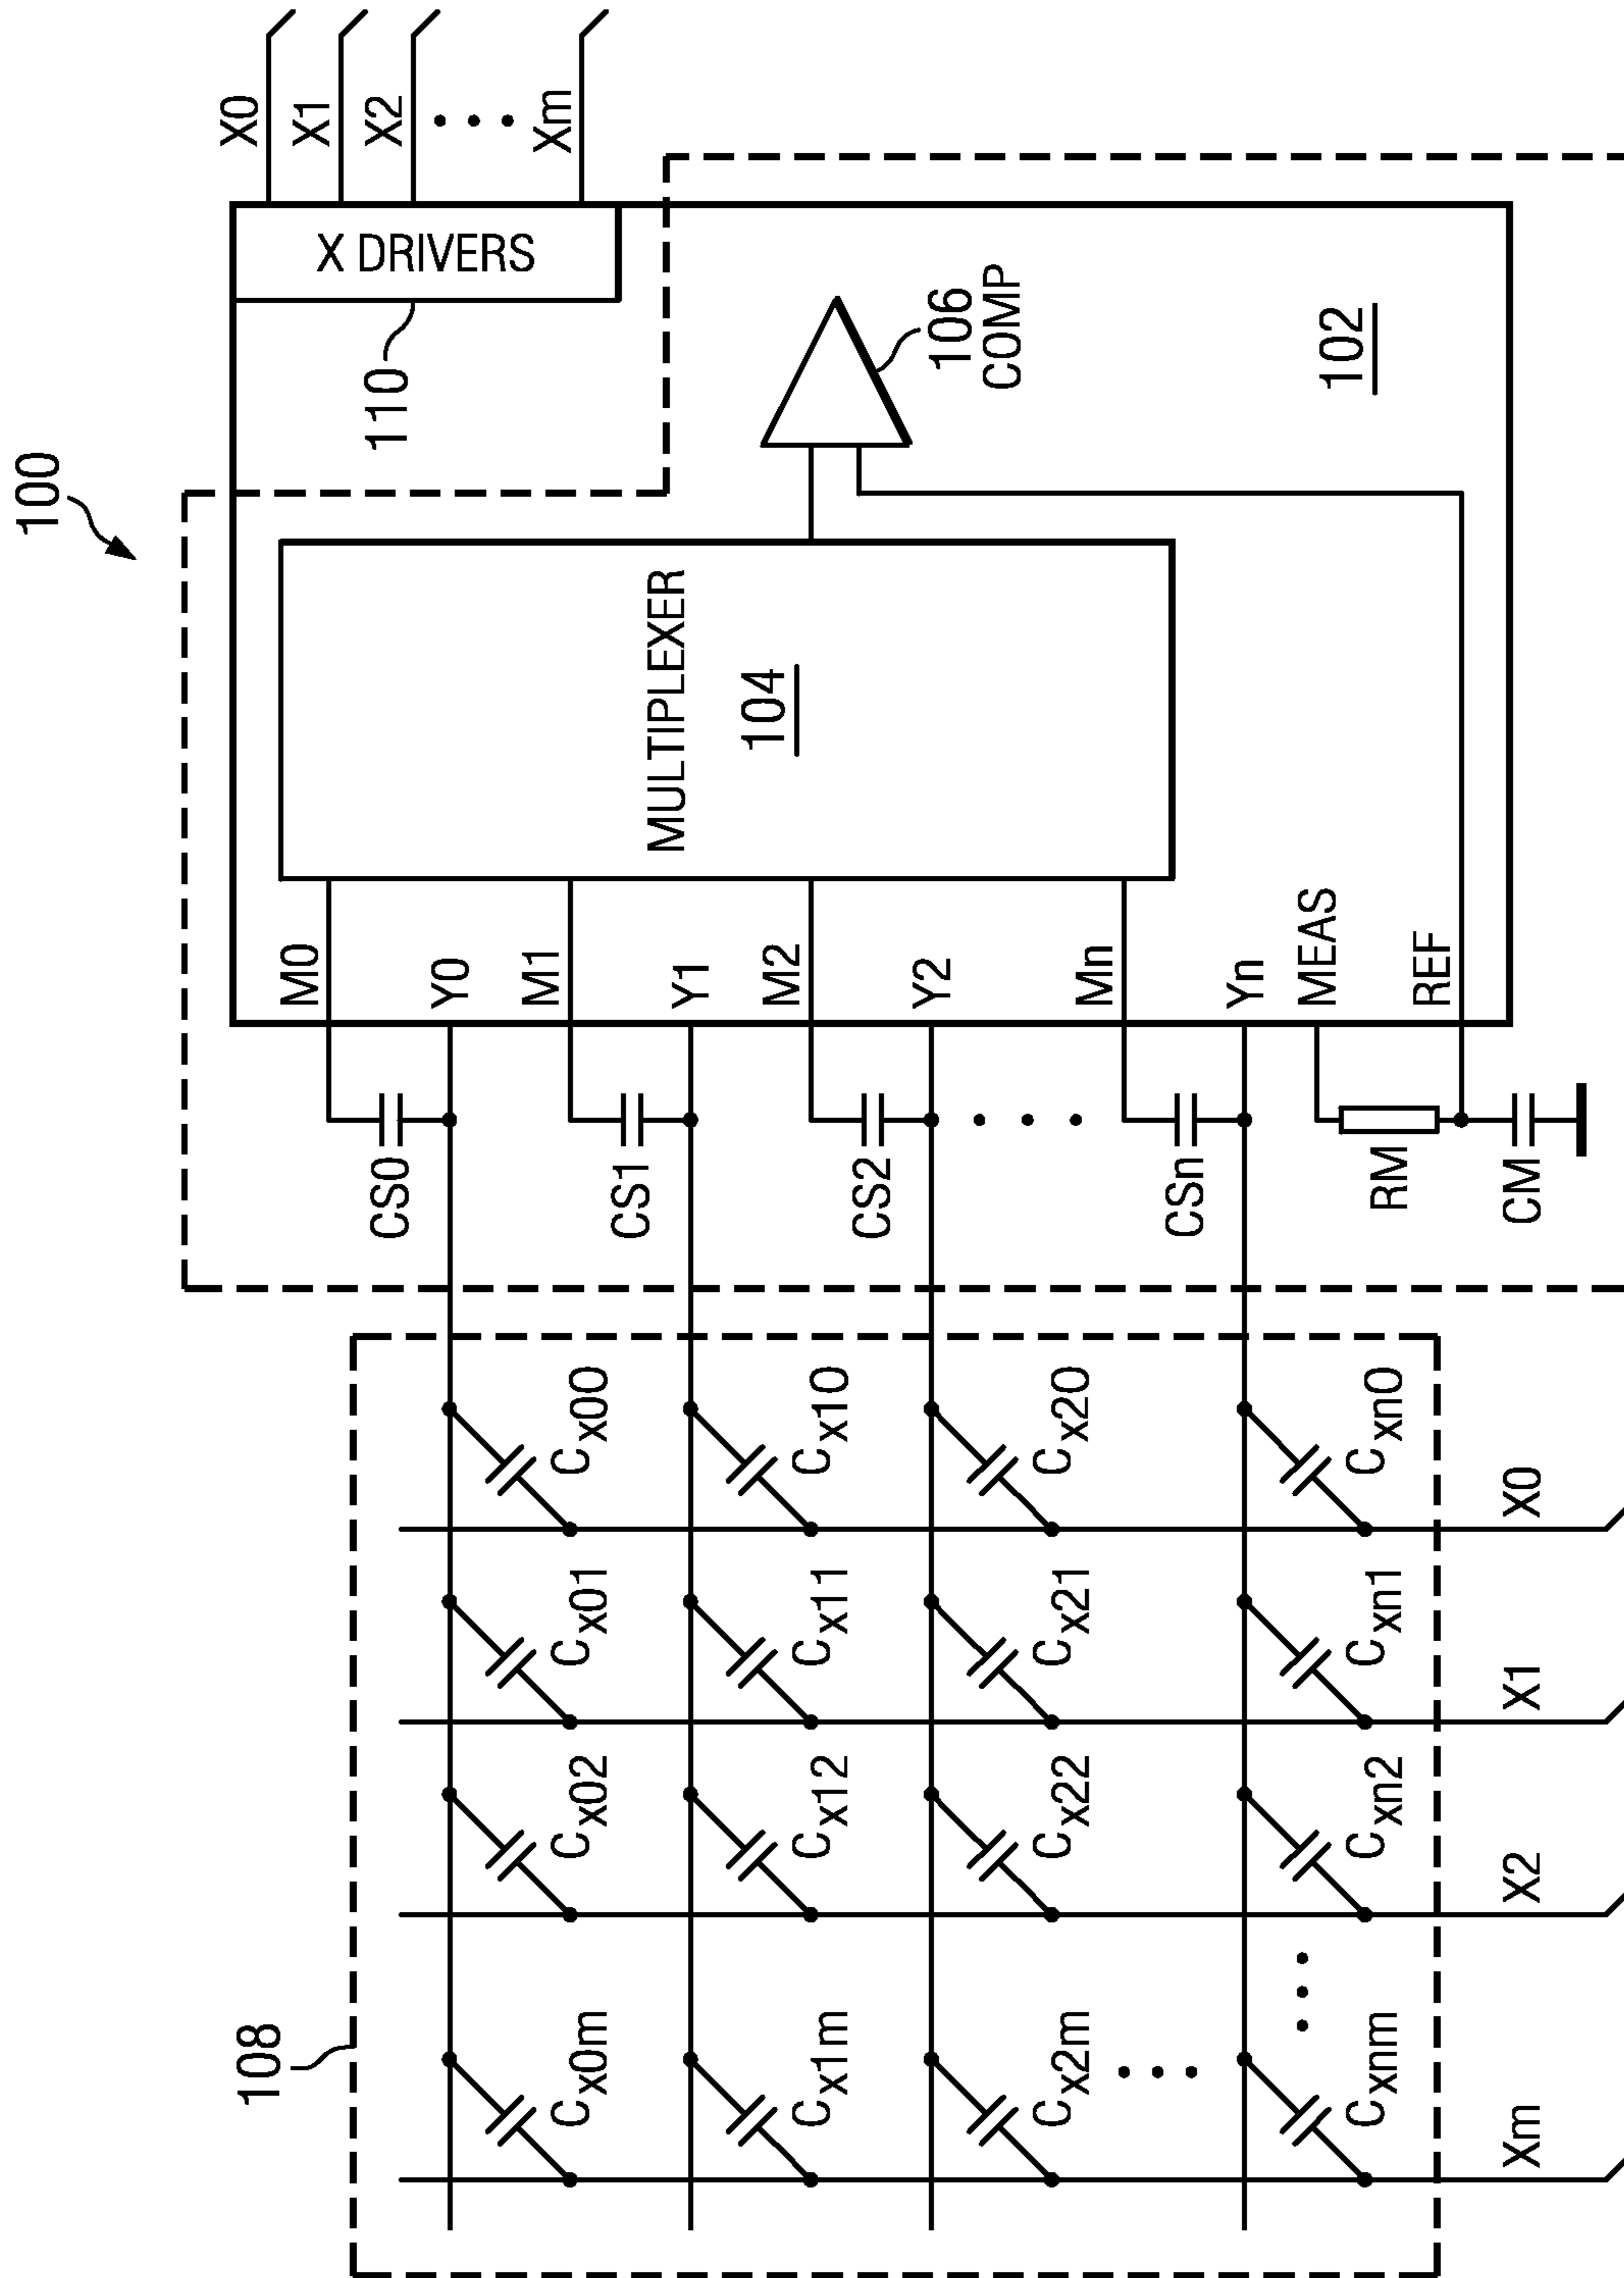 100
X0
X1
X2
Xm
X DRIVERS
110
106
COMP
102
MULTIPLEXER
104
M0
Y0
M1
Y1
M2
Y2
Mn
Yn
MEAS
REF
CS0
CS1
CS2
CSn
RM
CM
108
Cx00
Cx10
Cx20
Cxn0
X0
Cx01
Cx11
Cx21
Cxn1
X1
Cx02
Cx12
Cx22
Cxn2
X2
Cx0m
Cx1m
Cx2m
Cxnm
Xm